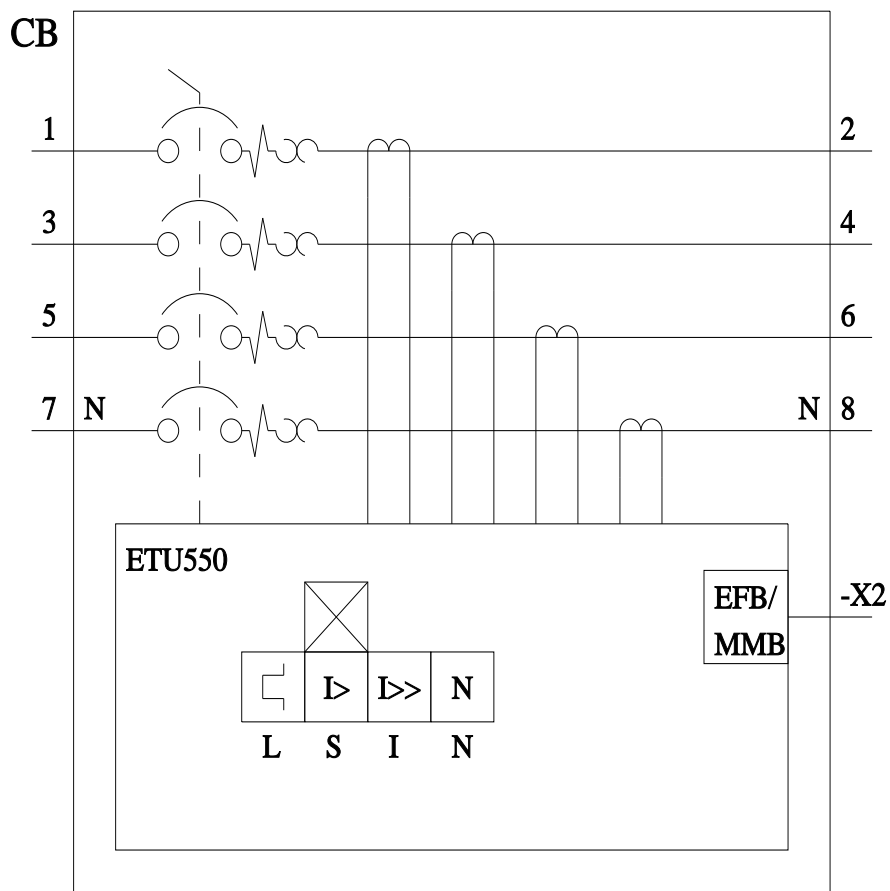 CB
1 2
3 4
5 6
7 N N 8
ETU550
EFB/
MMB
-X2
I> I>> N
L S I N